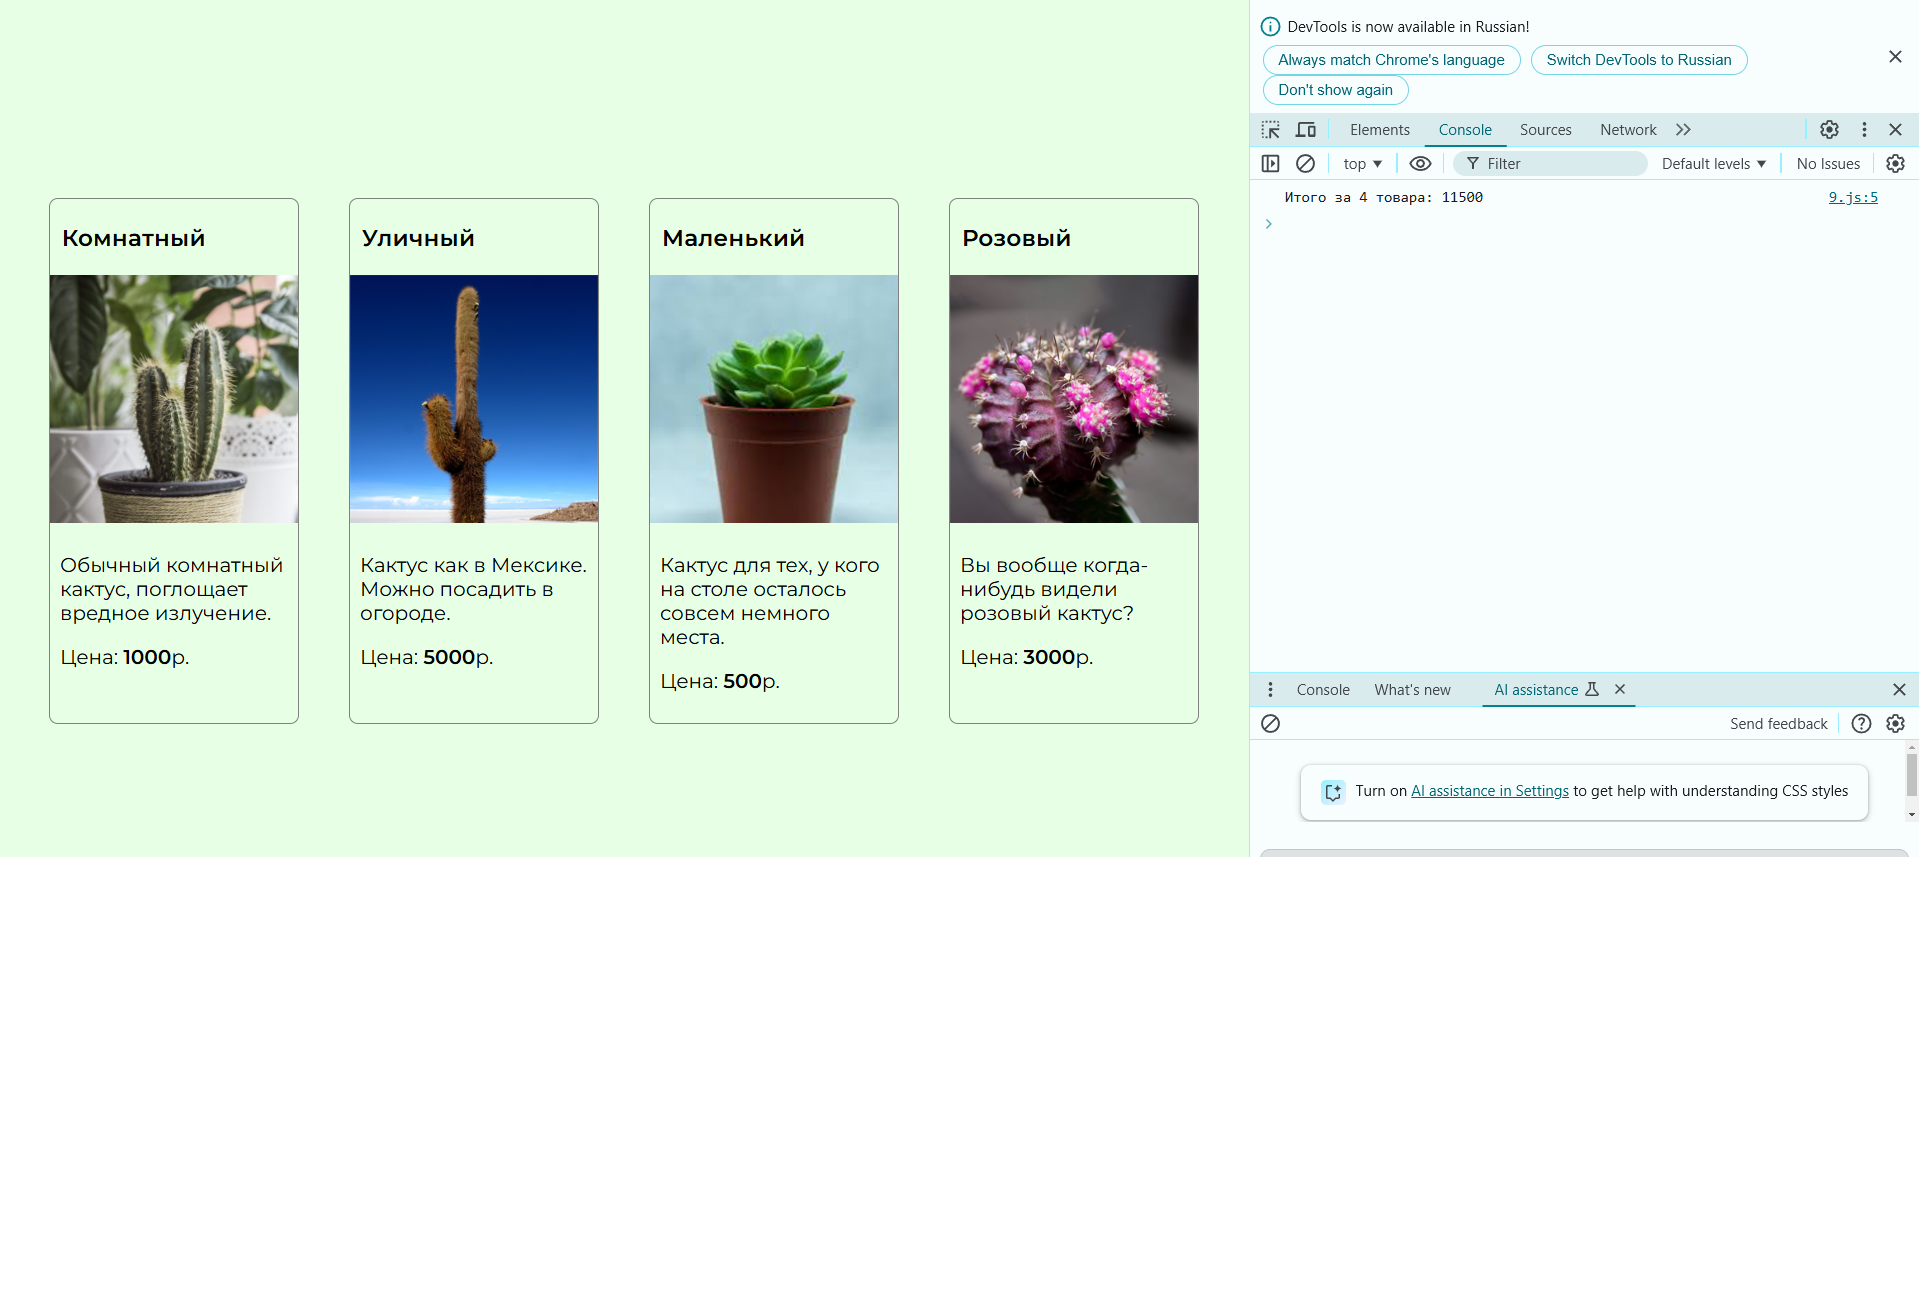 Комнатный
Обычный комнатный
кактус, поглощает
вредное излучение.
Цена: 1000р.
Уличный
Кактус как в Мексике.
Можно посадить в
огороде.
Цена: 5000р.
Маленький
Кактус для тех, у кого
на столе осталось
совсем немного
места.
Цена: 500р.
Розовый
Вы вообще когда-
нибудь видели
розовый кактус?
Цена: 3000р.
DevTools is now available in Russian!
Always match Chrome's language Switch DevTools to Russian
Don't show again
Elements Console Sources Network
top Filter Default levels No Issues
Итого за 4 товара: 11500 9.js:5
Console What's new AI assistance
Send feedback
Turn on AI assistance in Settings to get help with understanding CSS styles